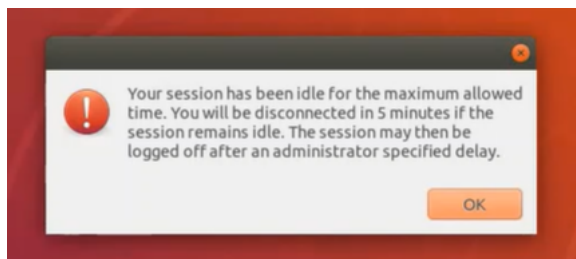 Your session has been idle for the maximum allowed
time. You will be disconnected in 5 minutes if the
session remains idle. The session may then be
logged off after an administrator specified delay.
OK